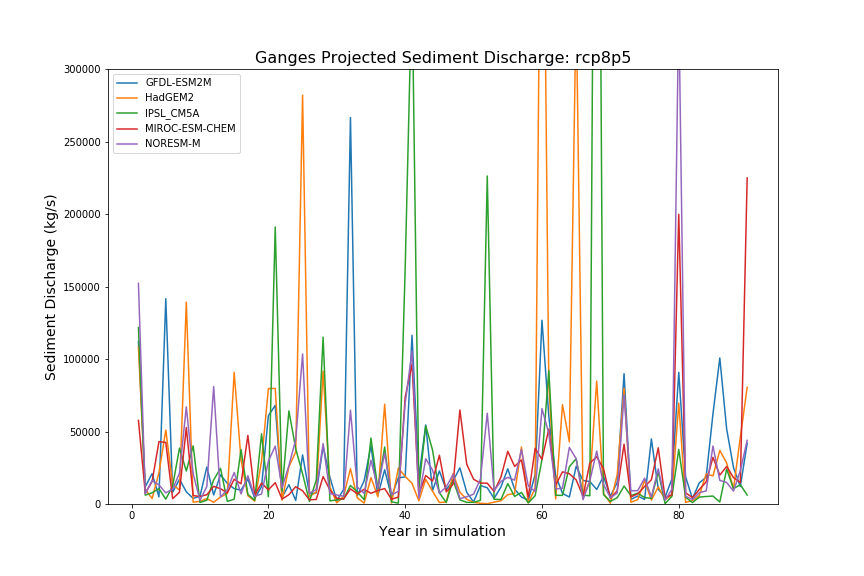 Ganges Projected Sediment Discharge: rcp8p5
300000
250000
200000
150000
100000
50000
0
Sediment Discharge (kg/s)
GFDL-ESM2M
HadGEM2
IPSL_CM5A
MIROC-ESM-CHEM
NORESM-M
0 20 40 60 80
Year in simulation